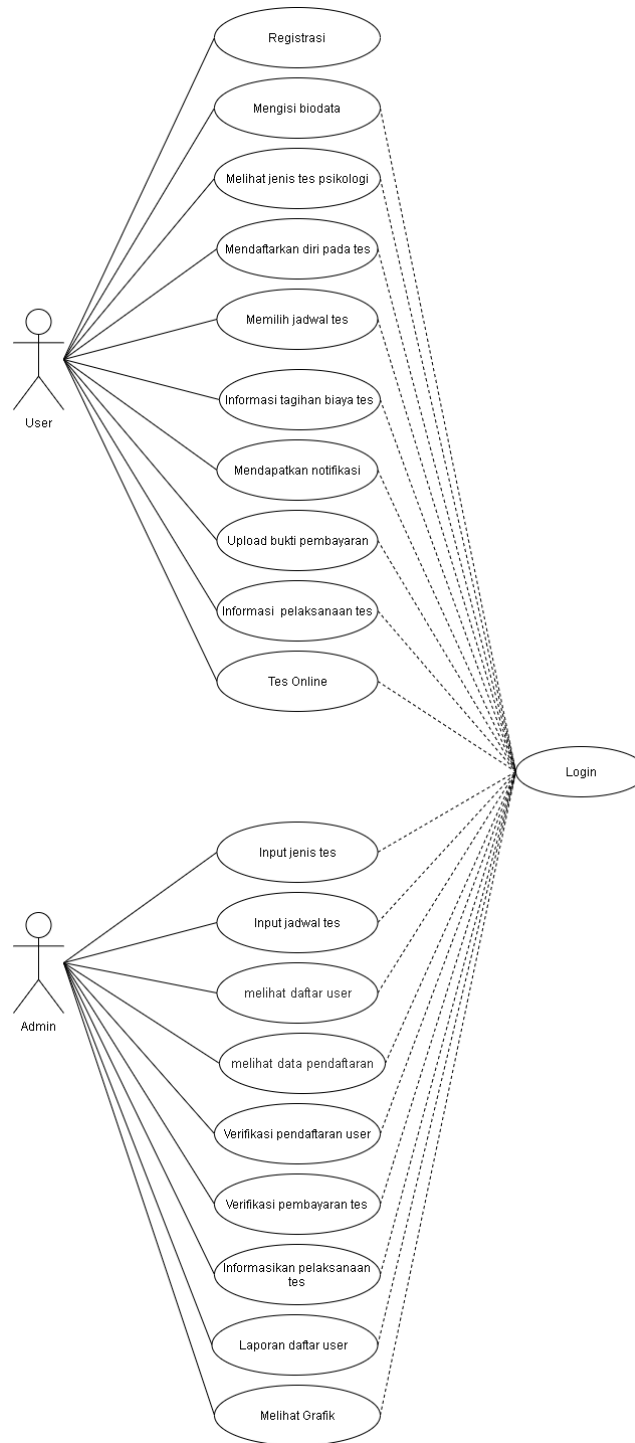 Registrasi
Mengisi biodata
Melihat jenis tes psikologi
Mendaftarkan diri pada tes
Memilih jadwal tes
Informasi tagihan biaya tes
User
Mendapatkan notifikasi
Upload bukti pembayaran
Informasi pelaksanaan tes
Tes Online
Login
Input jenis tes
Input jadwal tes
melihat daftar user
Admin
melihat data pendaftaran
Verifikasi pendaftaran user
Verifikasi pembayaran tes
Informasikan pelaksanaan
tes
Laporan daftar user
Melihat Grafik